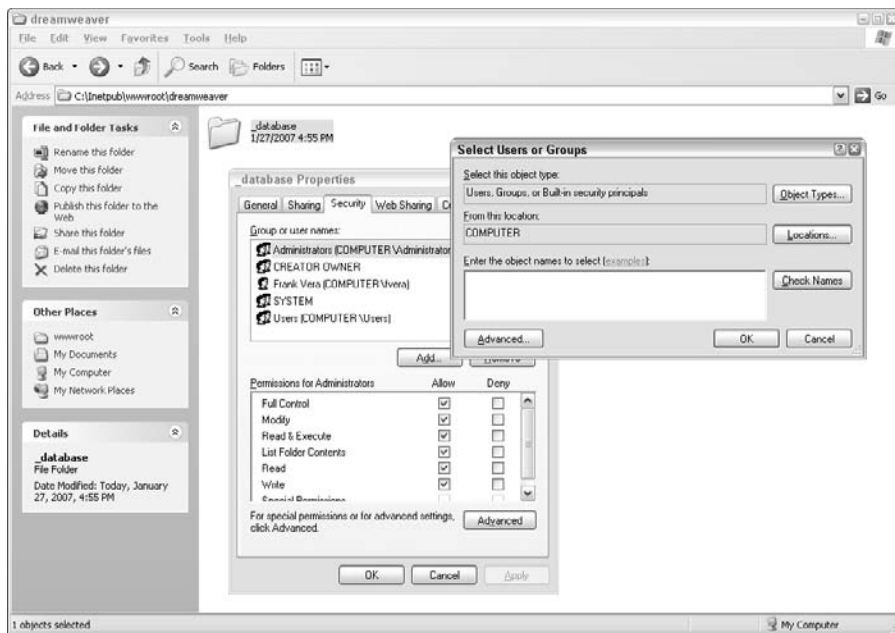 dreamweaver
File Edit View Favorites Tools Help
Back Search Folders
Address C:\Inetpub\wwwroot\dreamweaver Go
File and Folder Tasks
Rename this folder
Move this folder
Copy this folder
Publish this folder to the
Web
Share this folder
E-mail this folder's files
Delete this folder
Other Places
wwwroot
My Documents
My Computer
My Network Places
Details
_database
File Folder
Date Modified: Today, January
27, 2007, 4:55 PM
_database
1/27/2007 4:55 PM
_database Properties
General Sharing Security Web Sharing
Group or user names:
Administrators (COMPUTER\Administrator
CREATOR OWNER
Frank Vera (COMPUTER\fvera)
SYSTEM
Users (COMPUTER\Users)
Add... Remove
Permissions for Administrators Allow Deny
Full Control
Modify
Read & Execute
List Folder Contents
Read
Write
Special Permissions
For special permissions or for advanced settings,
click Advanced.
Advanced
OK Cancel Apply
Select Users or Groups
Select this object type:
Users, Groups, or Built-in security principals
Object Types...
From this location:
COMPUTER
Locations...
Enter the object names to select (examples):
Check Names
Advanced...
OK Cancel
1 objects selected
My Computer